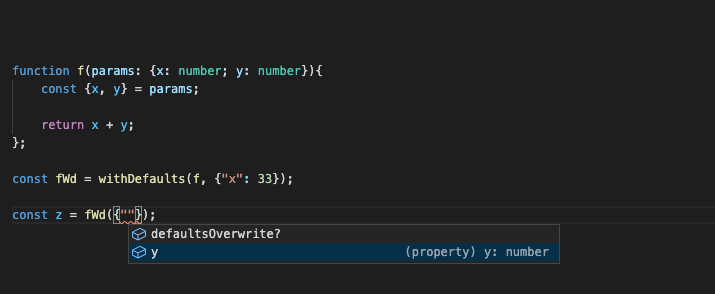 function f(params: {x: number; y: number}){
    const {x, y} = params;
    return x + y;
};
const fWd = withDefaults(f, {"x": 33});
const z = fWd({""});
defaultsOverwrite?
y (property) y: number